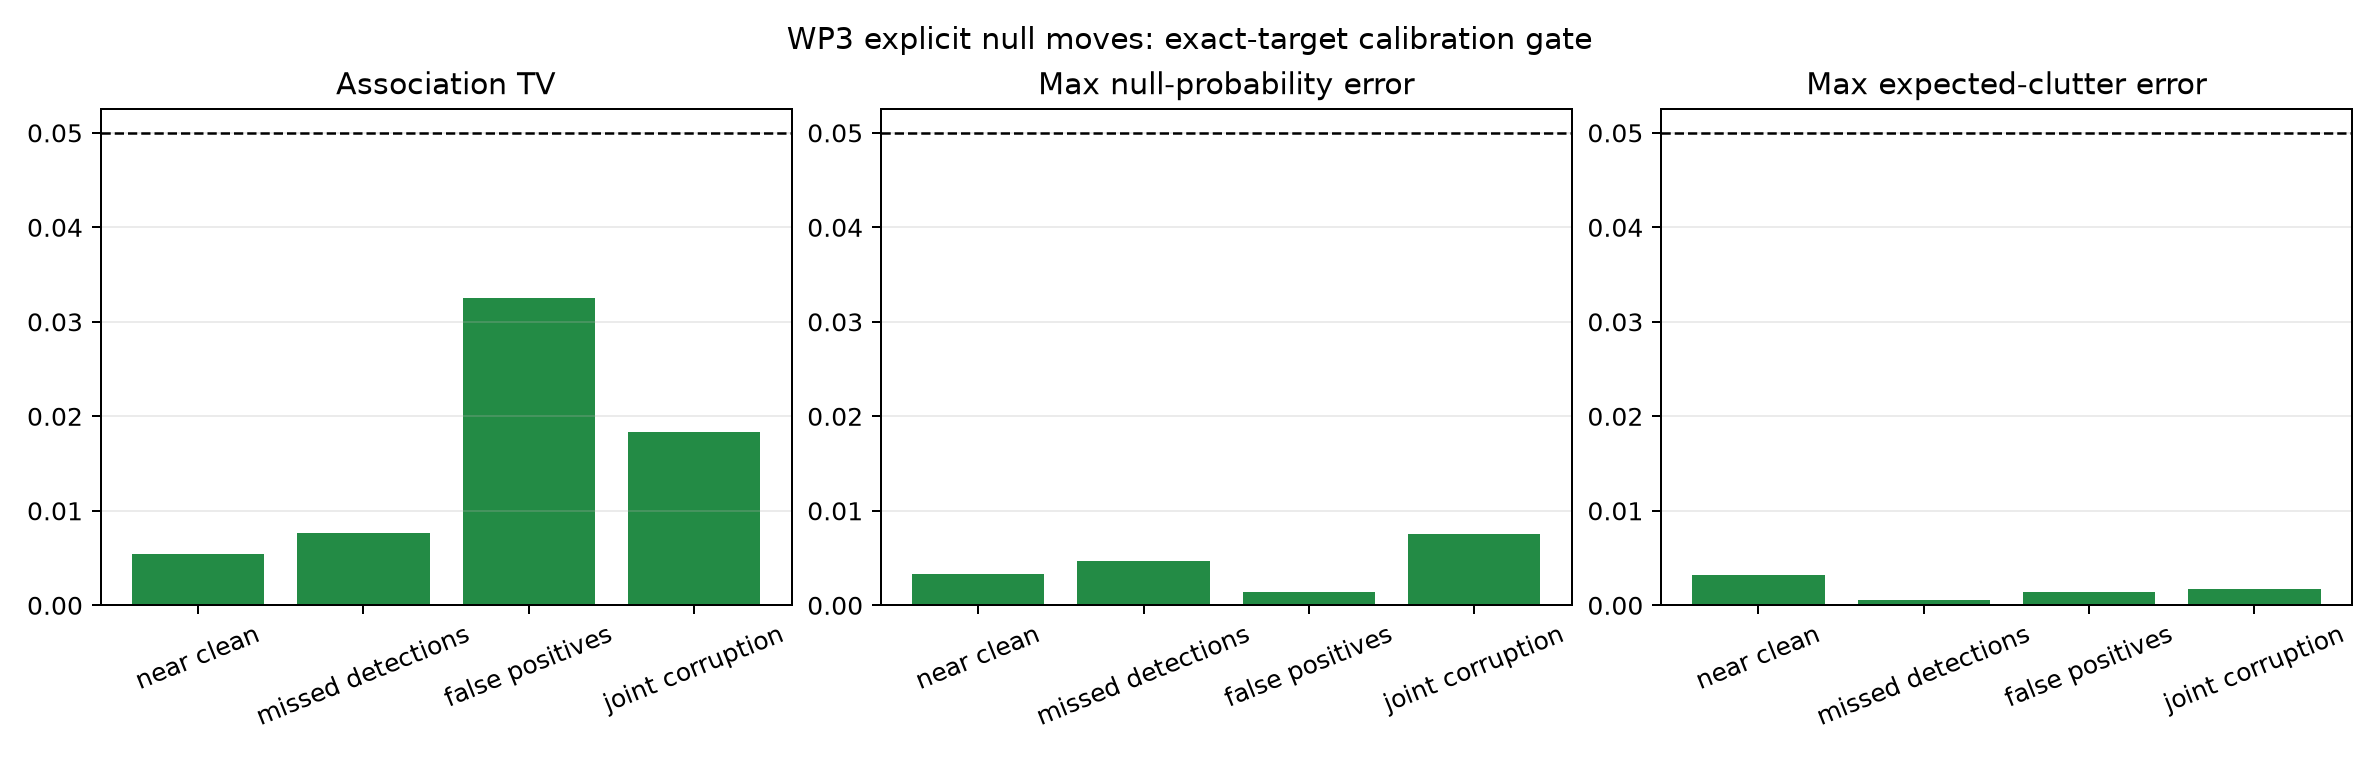 WP3 explicit null moves: exact-target calibration gate
Association TV
0.05
0.04
0.03
0.02
0.01
0.00
near clean
missed detections
false positives
joint corruption
Max null-probability error
0.05
0.04
0.03
0.02
0.01
0.00
near clean
missed detections
false positives
joint corruption
Max expected-clutter error
0.05
0.04
0.03
0.02
0.01
0.00
near clean
missed detections
false positives
joint corruption